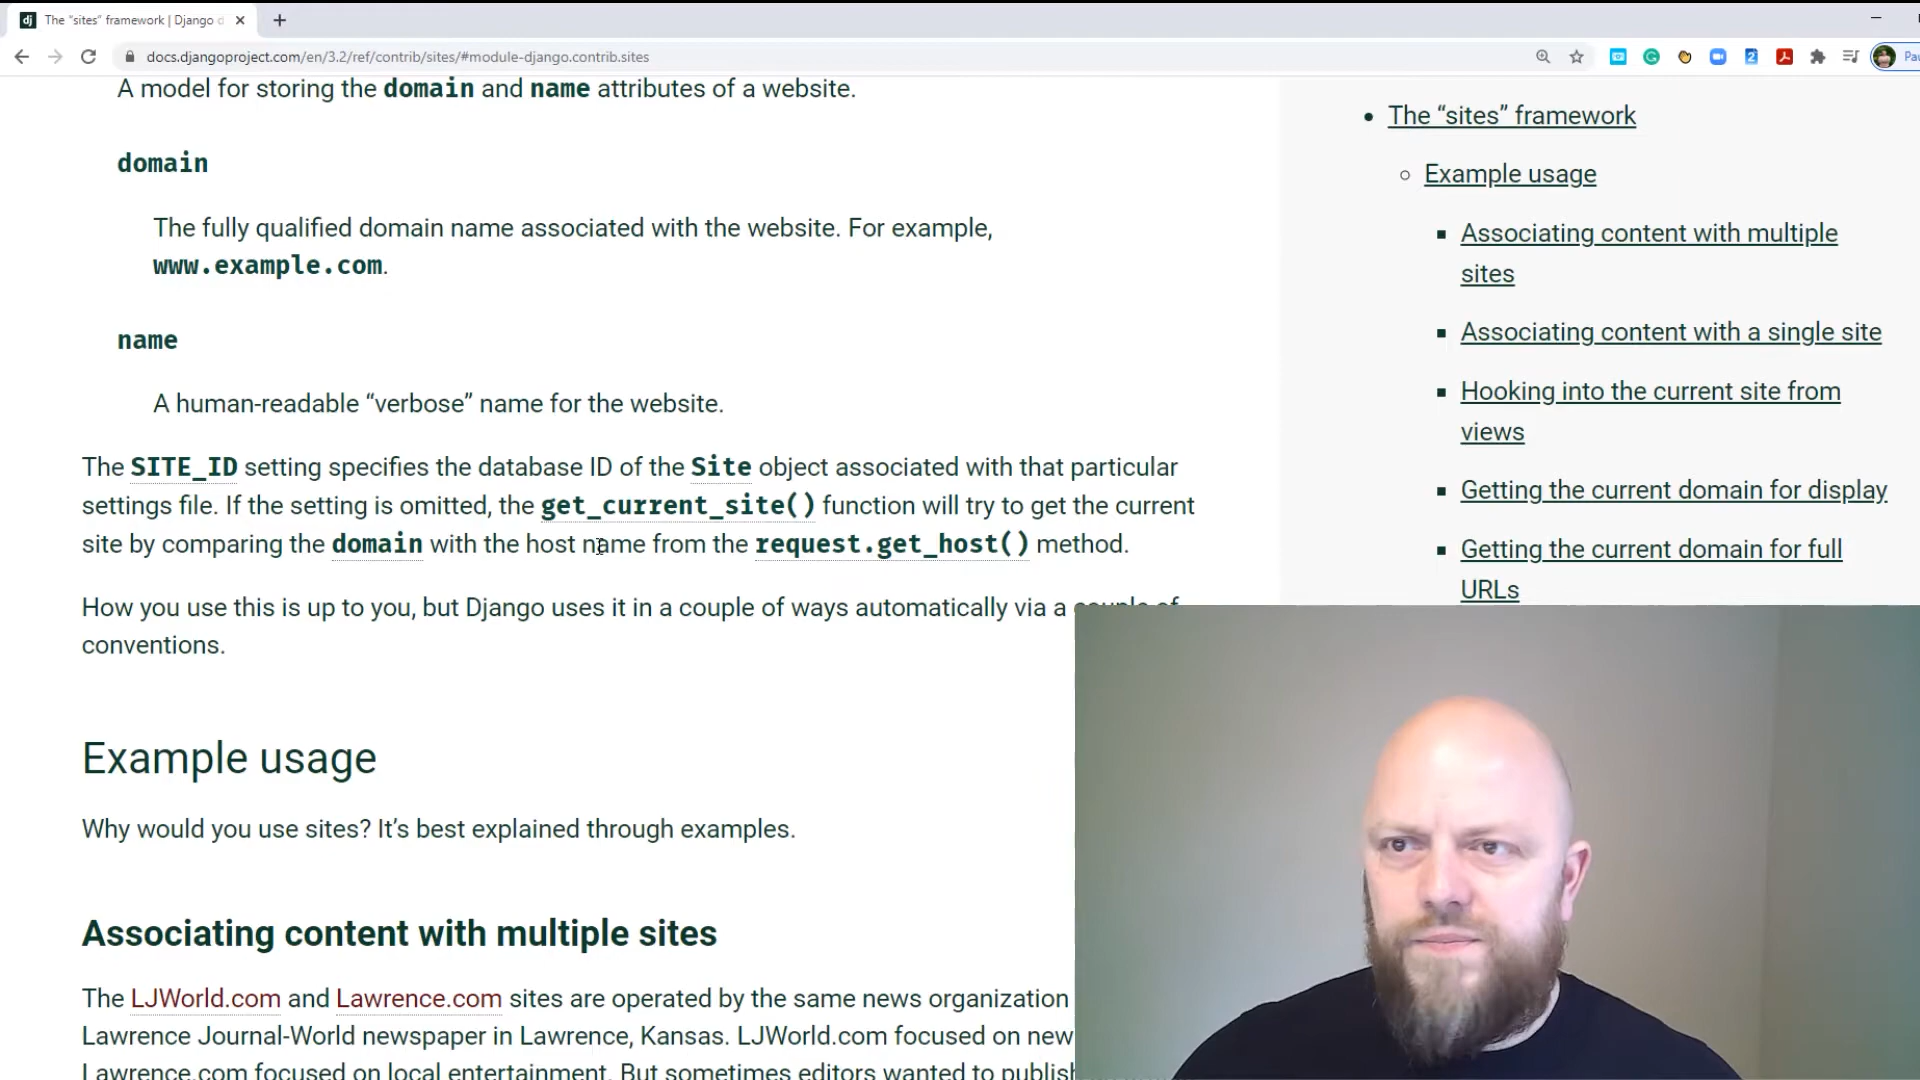 The “sites” framework | Django d
docs.djangoproject.com/en/3.2/ref/contrib/sites/#module-django.contrib.sites
A model for storing the domain and name attributes of a website.
domain
The fully qualified domain name associated with the website. For example,
www.example.com.
name
A human-readable “verbose” name for the website.
The SITE_ID setting specifies the database ID of the Site object associated with that particular
settings file. If the setting is omitted, the get_current_site() function will try to get the current
site by comparing the domain with the host name from the request.get_host() method.
How you use this is up to you, but Django uses it in a couple of ways automatically via a couple of
conventions.
Example usage
Why would you use sites? It’s best explained through examples.
Associating content with multiple sites
The LJWorld.com and Lawrence.com sites are operated by the same news organization
Lawrence Journal-World newspaper in Lawrence, Kansas. LJWorld.com focused on new
Lawrence.com focused on local entertainment. But sometimes editors wanted to publish
The “sites” framework
Example usage
Associating content with multiple
sites
Associating content with a single site
Hooking into the current site from
views
Getting the current domain for display
Getting the current domain for full
URLs